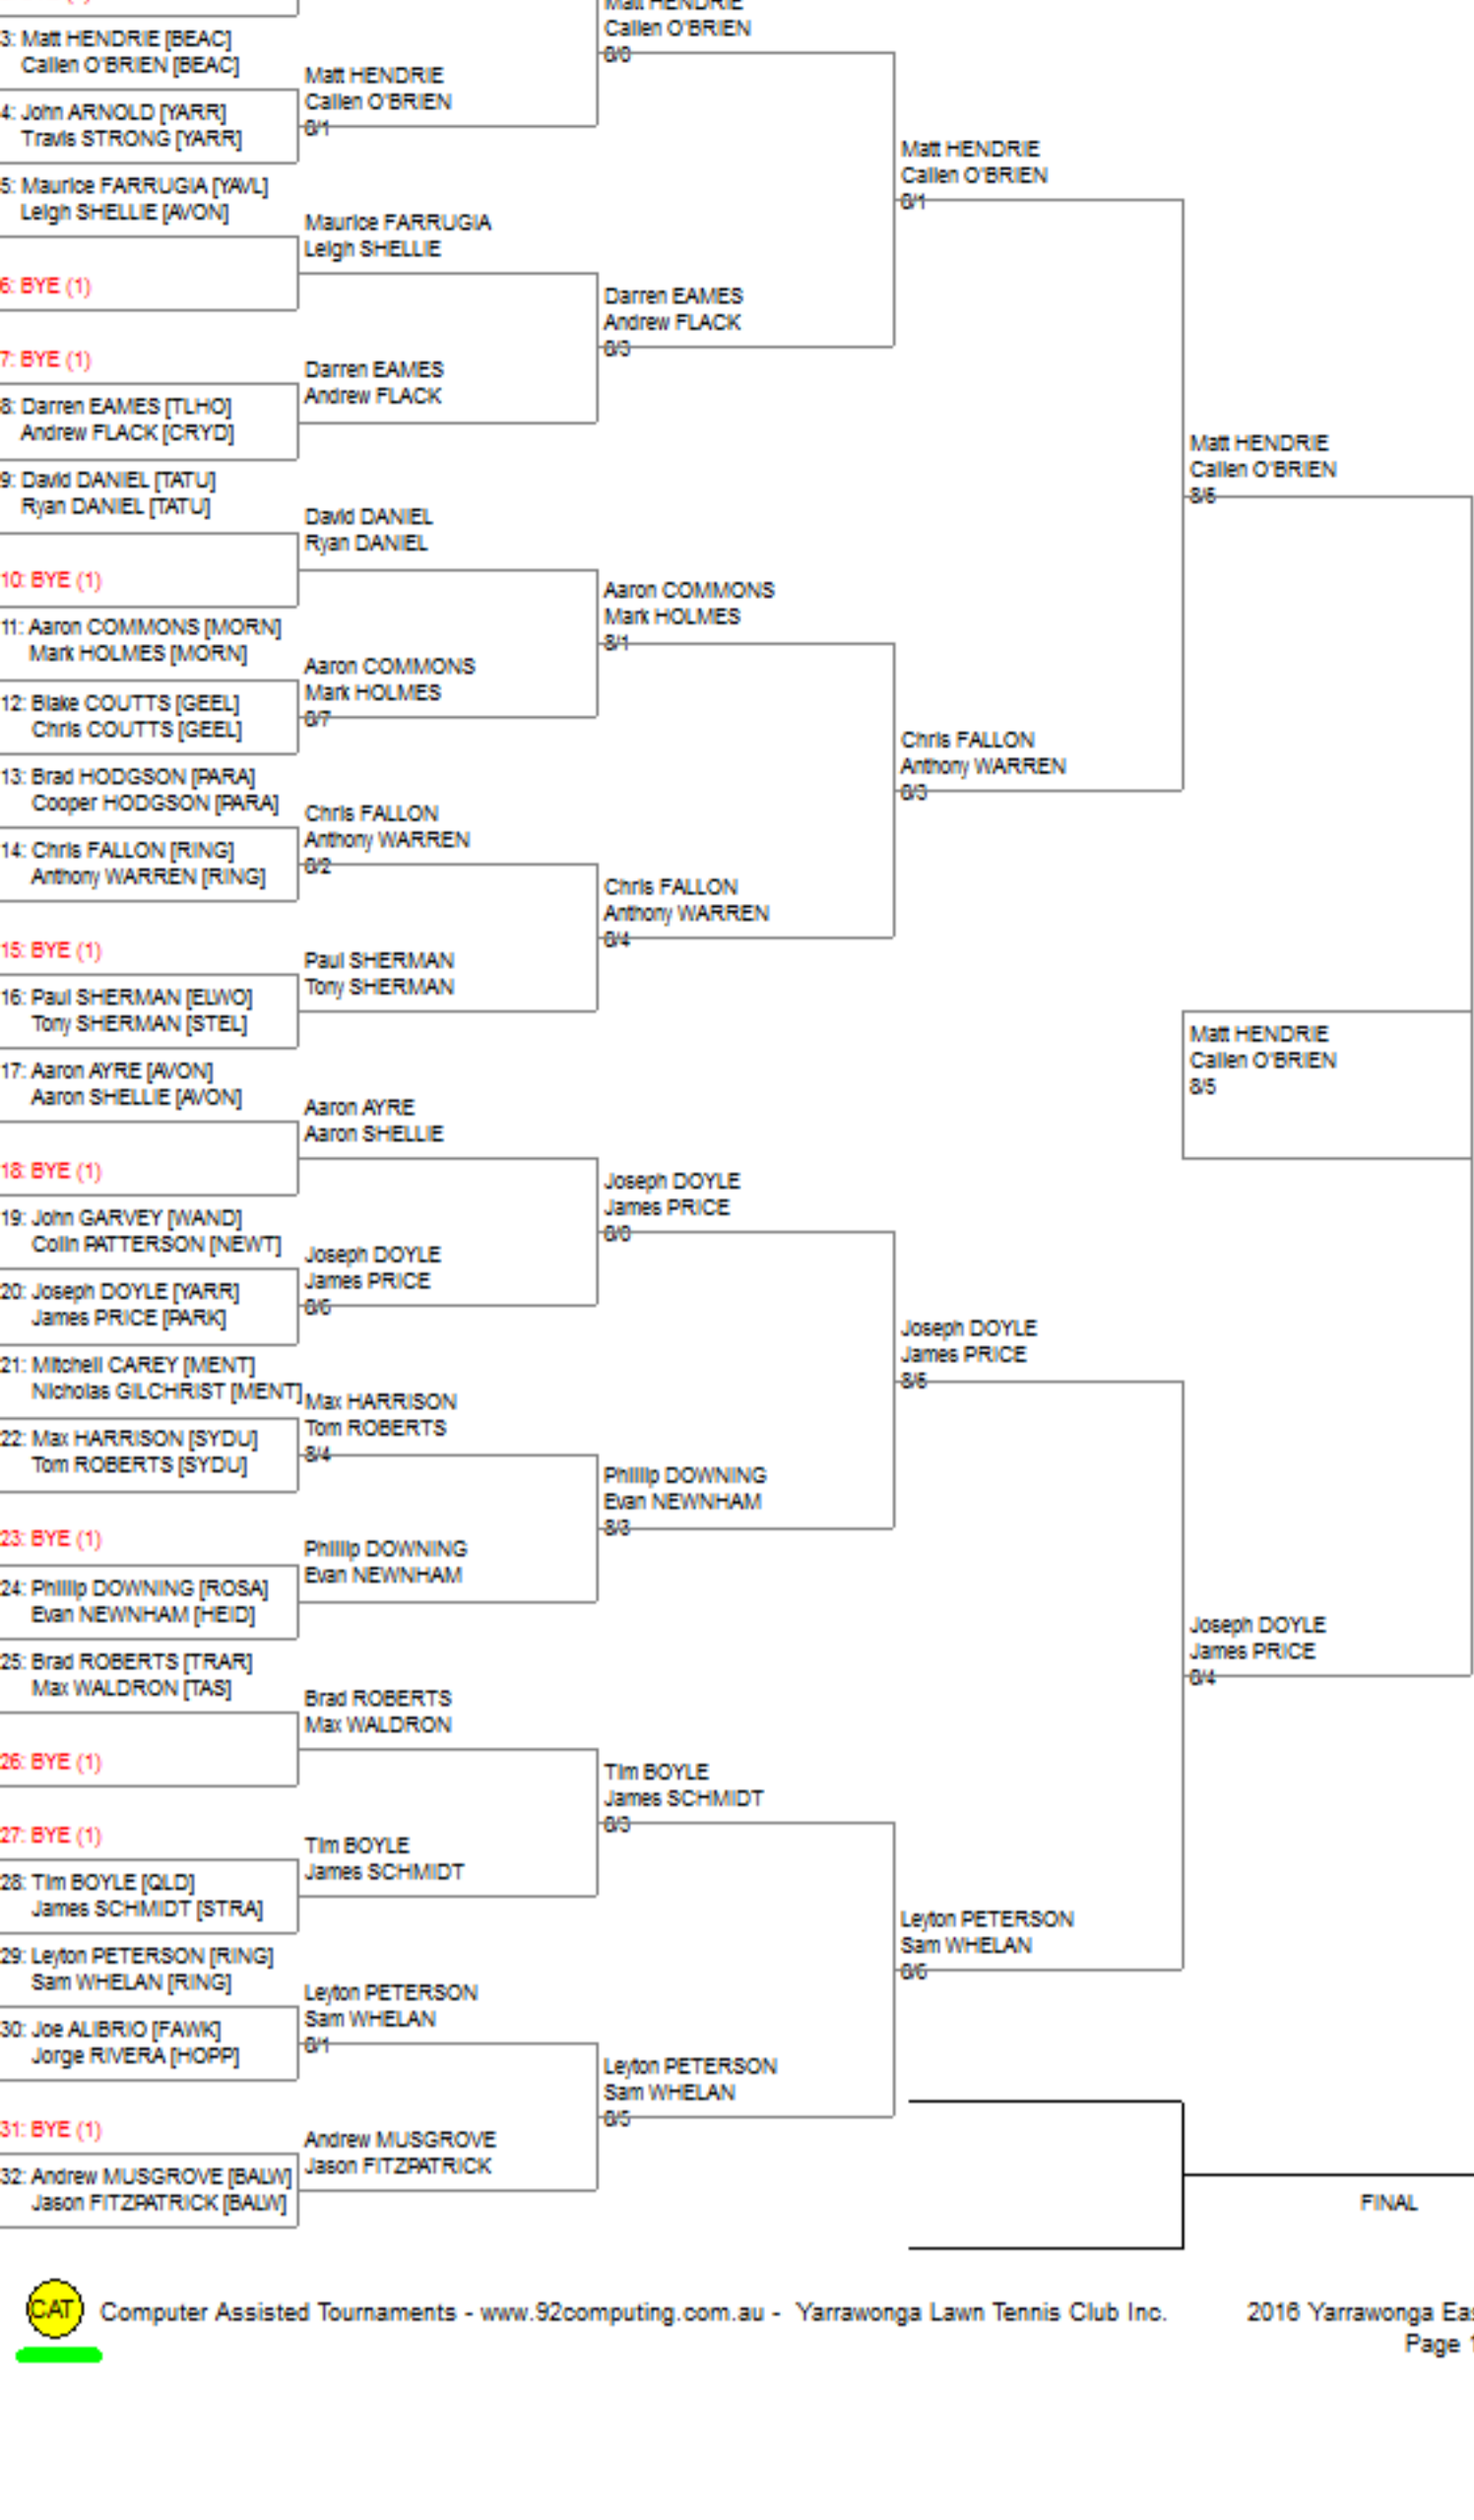 3: Matt HENDRIE [BEAC]
Callen O'BRIEN [BEAC]
4: John ARNOLD [YARR]
Travis STRONG [YARR]
5: Maurice FARRUGIA [YAVL]
Leigh SHELLIE [AVON]
6: BYE (1)
7: BYE (1)
8: Darren EAMES [TLHO]
Andrew FLACK [CRYD]
9: David DANIEL [TATU]
Ryan DANIEL [TATU]
10: BYE (1)
11: Aaron COMMONS [MORN]
Mark HOLMES [MORN]
12: Blake COUTTS [GEEL]
Chris COUTTS [GEEL]
13: Brad HODGSON [PARA]
Cooper HODGSON [PARA]
14: Chris FALLON [RING]
Anthony WARREN [RING]
15: BYE (1)
16: Paul SHERMAN [ELWO]
Tony SHERMAN [STEL]
17: Aaron AYRE [AVON]
Aaron SHELLIE [AVON]
18: BYE (1)
19: John GARVEY [WAND]
Colin PATTERSON [NEWT]
20: Joseph DOYLE [YARR]
James PRICE [PARK]
21: Mitchell CAREY [MENT]
Nicholas GILCHRIST [MENT]
22: Max HARRISON [SYDU]
Tom ROBERTS [SYDU]
23: BYE (1)
24: Phillip DOWNING [ROSA]
Evan NEWNHAM [HEID]
25: Brad ROBERTS [TRAR]
Max WALDRON [TAS]
26: BYE (1)
27: BYE (1)
28: Tim BOYLE [QLD]
James SCHMIDT [STRA]
29: Leyton PETERSON [RING]
Sam WHELAN [RING]
30: Joe ALIBRIO [FAWK]
Jorge RIVERA [HOPP]
31: BYE (1)
32: Andrew MUSGROVE [BALW]
Jason FITZPATRICK [BALW]
Matt HENDRIE
Callen O'BRIEN
8/1
Maurice FARRUGIA
Leigh SHELLIE
Darren EAMES
Andrew FLACK
David DANIEL
Ryan DANIEL
Aaron COMMONS
Mark HOLMES
8/7
Chris FALLON
Anthony WARREN
8/2
Paul SHERMAN
Tony SHERMAN
Aaron AYRE
Aaron SHELLIE
Joseph DOYLE
James PRICE
Max HARRISON
Tom ROBERTS
8/4
Phillip DOWNING
Evan NEWNHAM
Brad ROBERTS
Max WALDRON
Tim BOYLE
James SCHMIDT
Leyton PETERSON
Sam WHELAN
8/1
Andrew MUSGROVE
Jason FITZPATRICK
Matt HENDRIE
Callen O'BRIEN
Darren EAMES
Andrew FLACK
8/3
Aaron COMMONS
Mark HOLMES
8/1
Chris FALLON
Anthony WARREN
8/4
Joseph DOYLE
James PRICE
Phillip DOWNING
Evan NEWNHAM
8/3
Tim BOYLE
James SCHMIDT
8/3
Leyton PETERSON
Sam WHELAN
Matt HENDRIE
Callen O'BRIEN
8/1
Chris FALLON
Anthony WARREN
8/3
Joseph DOYLE
James PRICE
Leyton PETERSON
Sam WHELAN
Matt HENDRIE
Callen O'BRIEN
Matt HENDRIE
Callen O'BRIEN
8/5
Joseph DOYLE
James PRICE
8/4
FINAL
CAT
Computer Assisted Tournaments - www.92computing.com.au - Yarrawonga Lawn Tennis Club Inc.
2016 Yarrawonga
Page